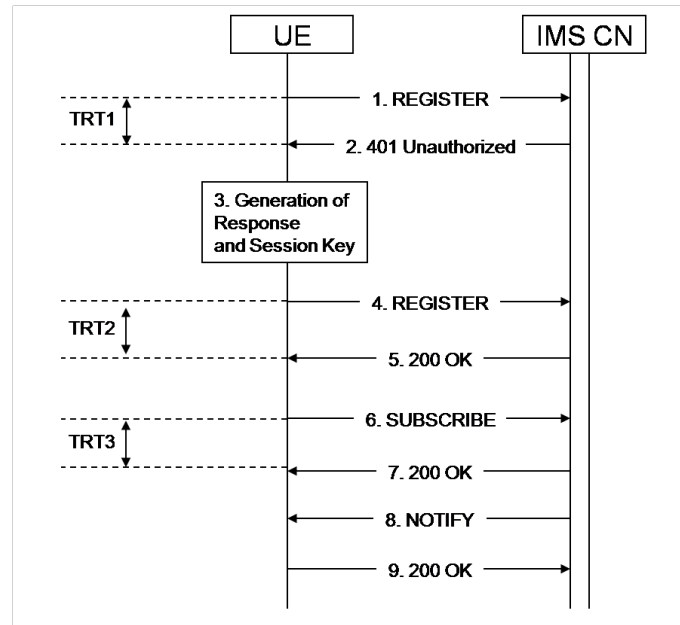 UE
IMS CN
1. REGISTER
TRT1
2. 401 Unauthorized
3. Generation of
Response
and Session Key
4. REGISTER
TRT2
5. 200 OK
6. SUBSCRIBE
TRT3
7. 200 OK
8. NOTIFY
9. 200 OK